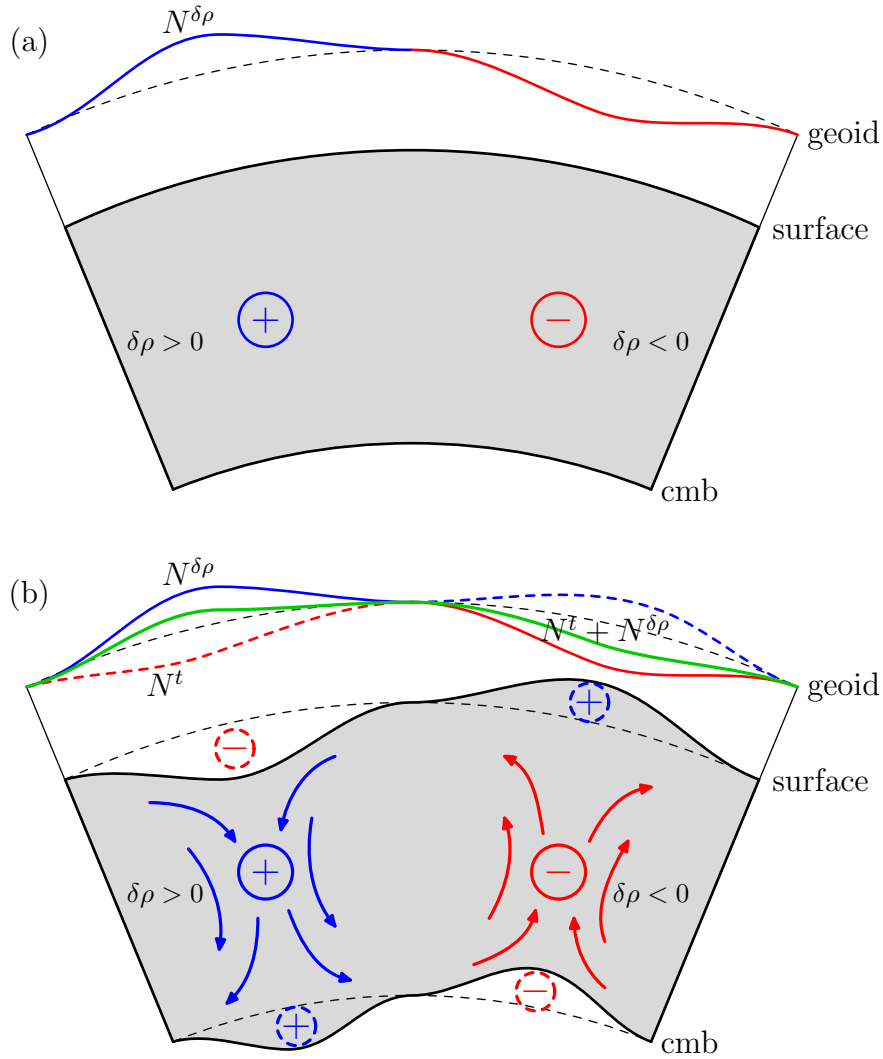 (a)
N^{δρ}
geoid
surface
+
−
δρ > 0
δρ < 0
cmb
(b)
N^{δρ}
N^t + N^{δρ}
N^t
geoid
+
−
surface
+
−
δρ > 0
δρ < 0
−
+
cmb